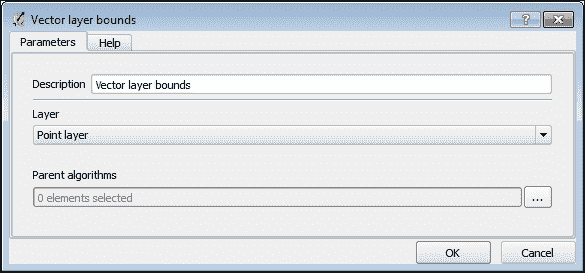 Vector layer bounds
Parameters Help
Description Vector layer bounds
Layer
Point layer
Parent algorithms
0 elements selected ...
OK Cancel